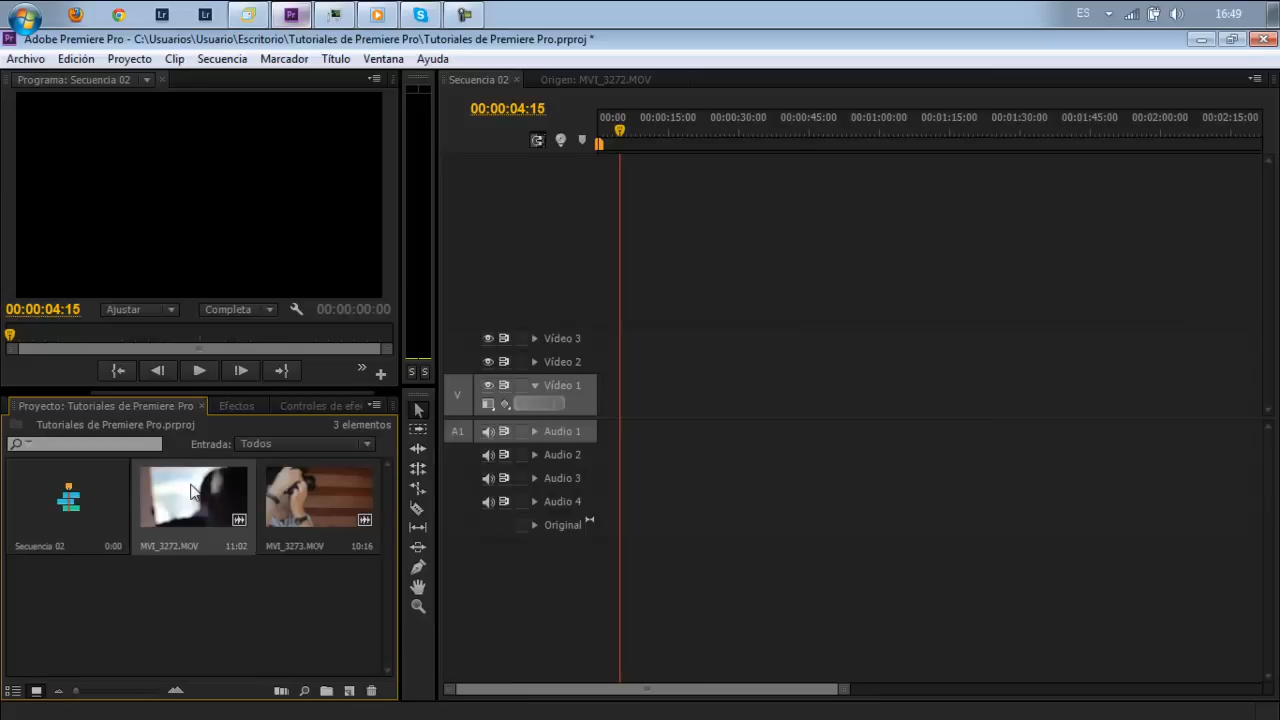 ES 16:49
Adobe Premiere Pro - C:\Usuarios\Usuario\Escritorio\Tutoriales de Premiere Pro\Tutoriales de Premiere Pro.prproj *
Archivo Edición Proyecto Clip Secuencia Marcador Título Ventana Ayuda
Programa: Secuencia 02
Secuencia 02 Origen: MVI_3272.MOV
00:00:04:15
00:00 00:00:15:00 00:00:30:00 00:00:45:00 00:01:00:00 00:01:15:00 00:01:30:00 00:01:45:00 00:02:00:00 00:02:15:00
00:00:04:15 Ajustar Completa 00:00:00:00
S S
Vídeo 3
Vídeo 2
V Vídeo 1
A1 Audio 1
Audio 2
Audio 3
Audio 4
Original
Proyecto: Tutoriales de Premiere Pro Efectos Controles de efe
Tutoriales de Premiere Pro.prproj 3 elementos
Entrada: Todos
Secuencia 02 0:00 MVI_3272.MOV 11:02 MVI_3273.MOV 10:16